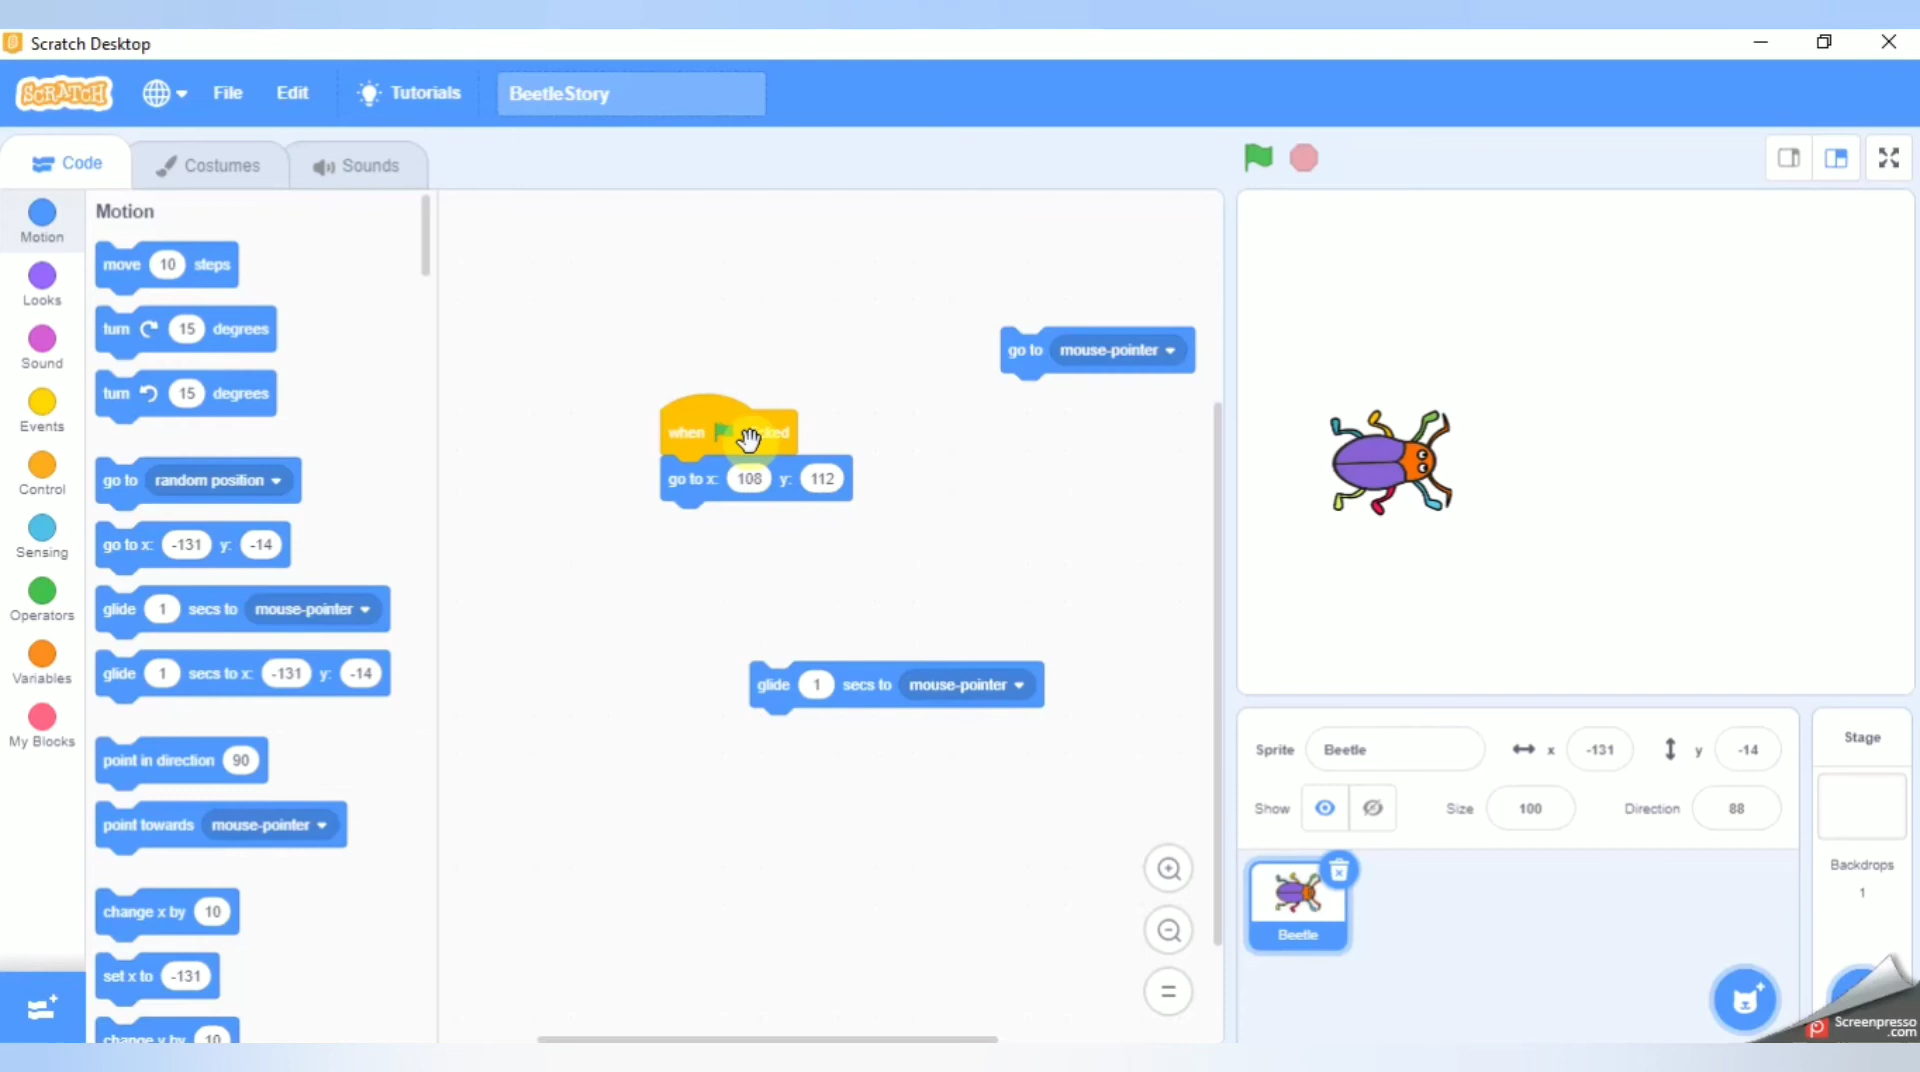 Scratch Desktop
SCRATCH File Edit Tutorials BeetleStory
Code Costumes Sounds
Motion
Looks
Sound
Events
Control
Sensing
Operators
Variables
My Blocks
Motion
move 10 steps
turn 15 degrees
turn 15 degrees
go to random position
go to x: -131 y: -14
glide 1 secs to mouse-pointer
glide 1 secs to x: -131 y: -14
point in direction 90
point towards mouse-pointer
change x by 10
set x to -131
change y by 10
go to mouse-pointer
when
go to x: 108 y: 112
glide 1 secs to mouse-pointer
Sprite Beetle x -131 y -14
Show Size 100 Direction 88
Beetle
Stage
Backdrops
1
Screenpresso
.com